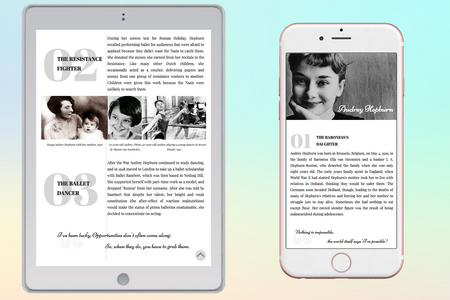 During her screen test for Roman Holiday, Hepburn
recalled performing ballet for audiences that were afraid to
applaud because they didn't want the Nazis to catch them.
She donated the money she earned from her recitals to the
Resistance. Like many other Dutch children, she
occasionally acted as a courier, delivering papers and
money from one group of resistance workers to another.
Children were given this work because the Nazis were
unlikely to search them.
02
THE RESISTANCE
FIGHTER
Young Audrey Hepburn with her mother,
After the War Audrey Hepburn continued to study dancing,
and in 1948 moved to London to take up a ballet scholarship
with Ballet Rambert, which was then based in Notting Hill.
She supported herself with part-time work as a model, and
dropped 'Ruston' from her surname. After she was told by
Rambert that despite her talent, her height and weak
constitution (the after-effect of wartime malnutrition)
would make the status of prima ballerina unattainable, she
decided to concentrate on acting.
03
THE BALLET
DANCER
I've been lucky. Opportunities don't often come along.
So, when they do, you have to grab them.
Audrey Hepburn
01
THE BARONESS'S
DAUGHTER
Audrey Hepburn was born in Brussels, Belgium, on May 4, 1929, in
the family of Baroness Ella van Heemstra and a banker J. A.
Hepburn-Ruston, who deserted the family when she was only
eight years old. The early years family spent in England, when
World War II had started Hepburn's mother took her to live with
relatives in Holland, thinking they would be safer there. The
Germans soon invaded Holland, though, leading to the deaths of
many of Hepburn's relatives and forcing her and her mother to
struggle just to stay alive. Sometimes she had nothing to eat
except flour. Her overall slender figure was the result of being
malnourished during adolescence.
Nothing is impossible,
the world itself says 'I'm possible'!